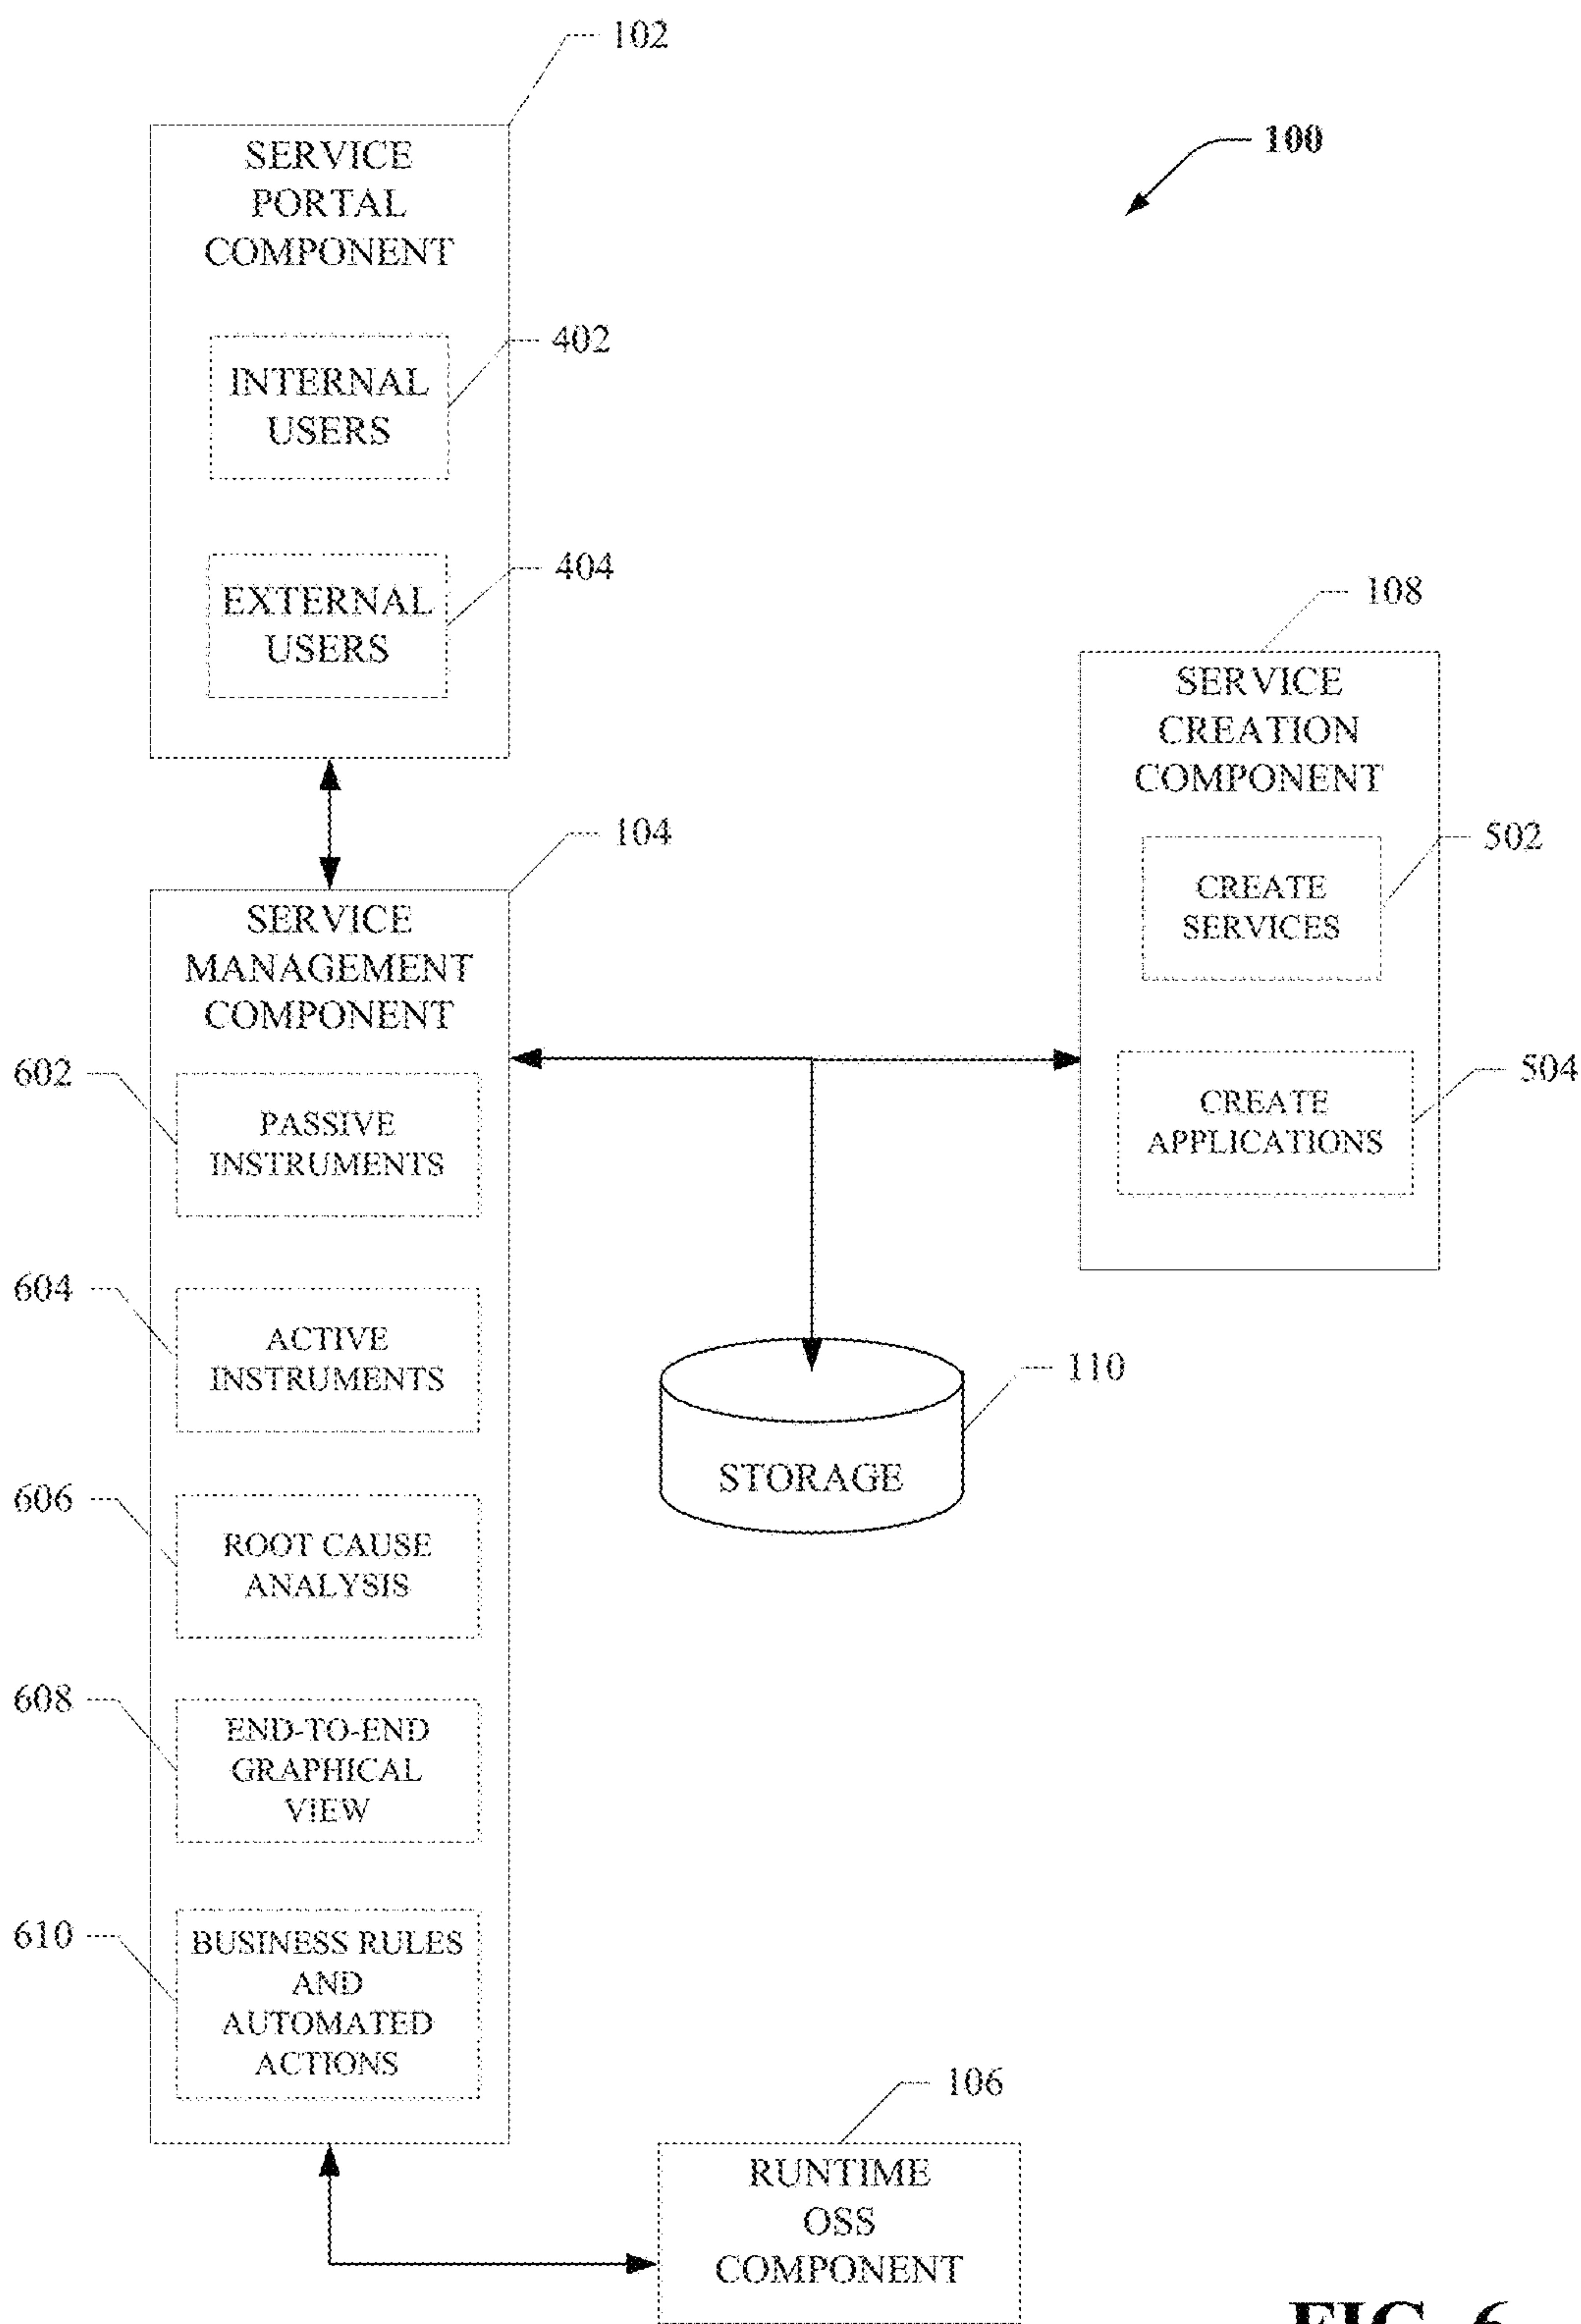 102
100
SERVICE
PORTAL
COMPONENT
402
INTERNAL
USERS
404
EXTERNAL
USERS
108
SERVICE
CREATION
COMPONENT
502
CREATE
SERVICES
504
CREATE
APPLICATIONS
104
SERVICE
MANAGEMENT
COMPONENT
602
PASSIVE
INSTRUMENTS
604
ACTIVE
INSTRUMENTS
110
STORAGE
606
ROOT CAUSE
ANALYSIS
608
END-TO-END
GRAPHICAL
VIEW
610
BUSINESS RULES
AND
AUTOMATED
ACTIONS
106
RUNTIME
OSS
COMPONENT
FIG. 6